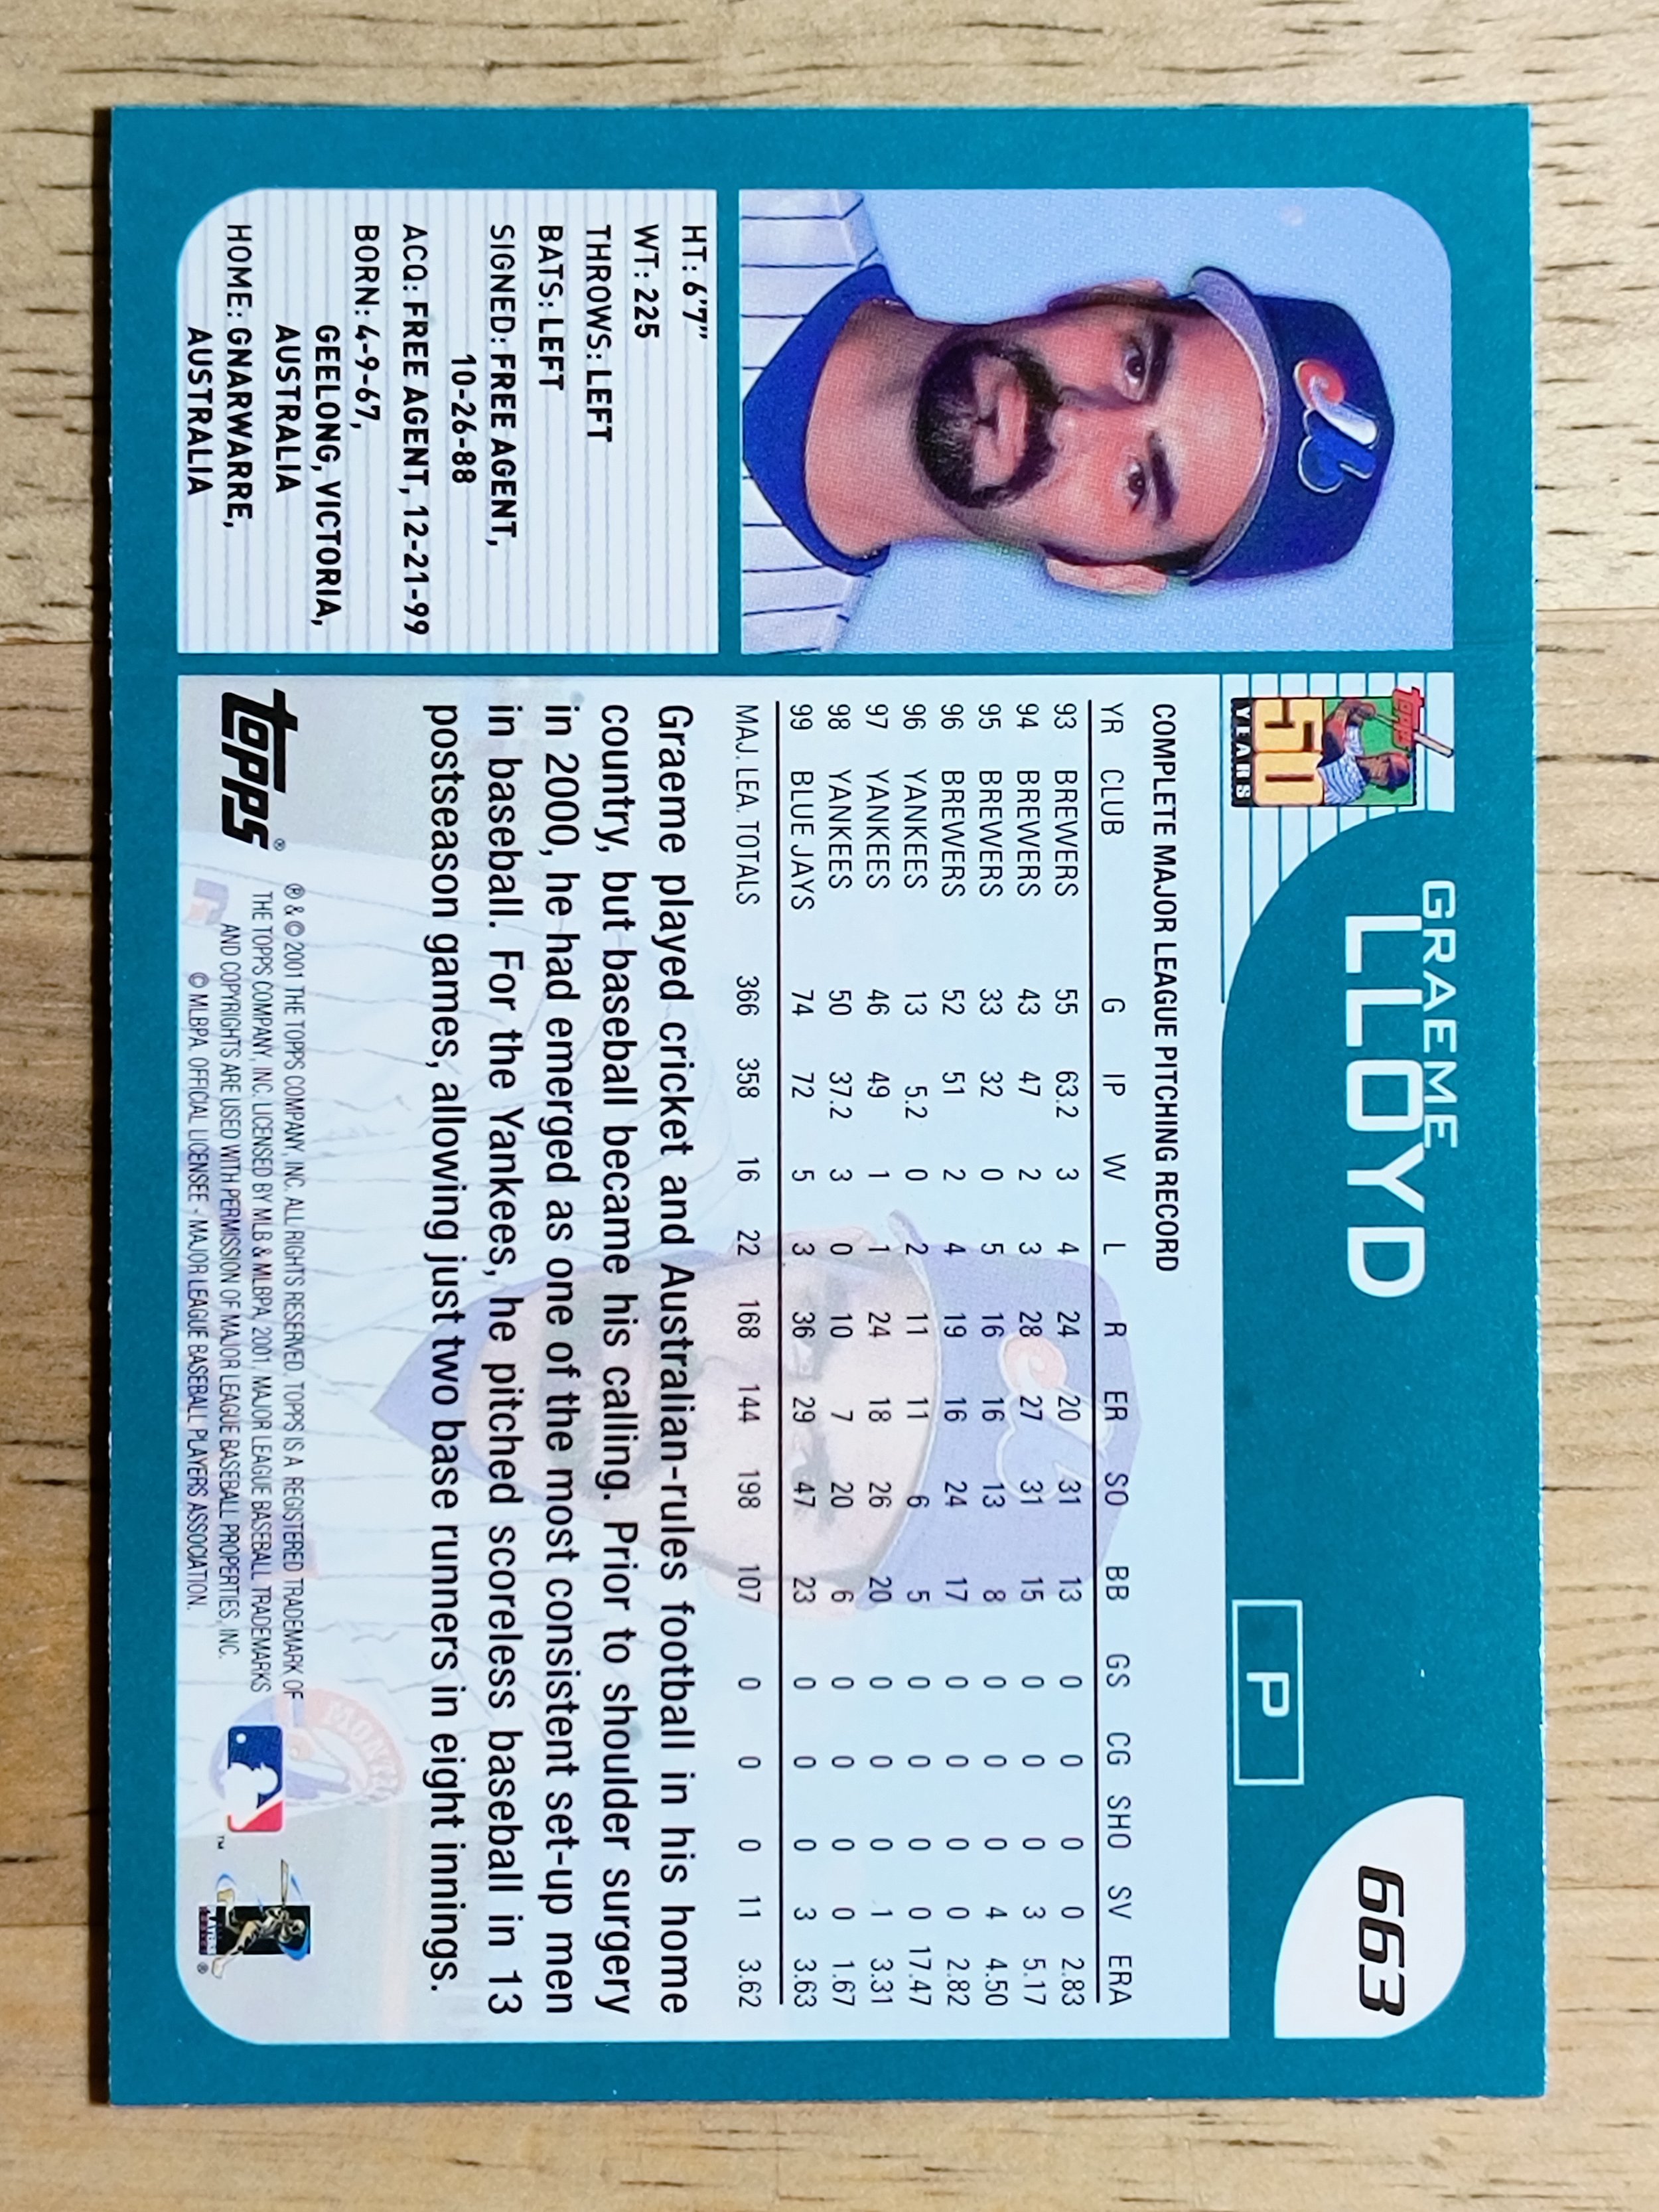 Topps
50
YEARS
GRAEME
LLOYD
P
663
HT: 6'7"
WT: 225
THROWS: LEFT
BATS: LEFT
SIGNED: FREE AGENT,
10-26-88
ACQ: FREE AGENT, 12-21-99
BORN: 4-9-67,
GEELONG, VICTORIA,
AUSTRALIA
HOME: GNARWARRE,
AUSTRALIA
COMPLETE MAJOR LEAGUE PITCHING RECORD
YR CLUB G IP W L R ER SO BB GS CG SHO SV ERA
93 BREWERS 55 63.2 3 4 24 20 31 13 0 0 0 0 2.83
94 BREWERS 43 47 2 3 28 27 31 15 0 0 0 3 5.17
95 BREWERS 33 32 0 5 16 16 13 8 0 0 0 4 4.50
96 BREWERS 52 51 2 4 19 16 24 17 0 0 0 0 2.82
96 YANKEES 13 5.2 0 2 11 11 6 5 0 0 0 0 17.47
97 YANKEES 46 49 1 1 24 18 26 20 0 0 0 1 3.31
98 YANKEES 50 37.2 3 0 10 7 20 6 0 0 0 0 1.67
99 BLUE JAYS 74 72 5 3 36 29 47 23 0 0 0 3 3.63
MAJ. LEA. TOTALS 366 358 16 22 168 144 198 107 0 0 0 11 3.62
Graeme played cricket and Australian-rules football in his home
country, but baseball became his calling. Prior to shoulder surgery
in 2000, he had emerged as one of the most consistent set-up men
in baseball. For the Yankees, he pitched scoreless baseball in 13
postseason games, allowing just two base runners in eight innings.
Topps®
® & © 2001 THE TOPPS COMPANY, INC. ALL RIGHTS RESERVED. TOPPS IS A REGISTERED TRADEMARK OF
THE TOPPS COMPANY, INC. LICENSED BY MLB & MLBPA, 2001. MAJOR LEAGUE BASEBALL TRADEMARKS
AND COPYRIGHTS ARE USED WITH PERMISSION OF MAJOR LEAGUE BASEBALL PROPERTIES, INC.
© MLBPA. OFFICIAL LICENSEE - MAJOR LEAGUE BASEBALL PLAYERS ASSOCIATION.
™
®